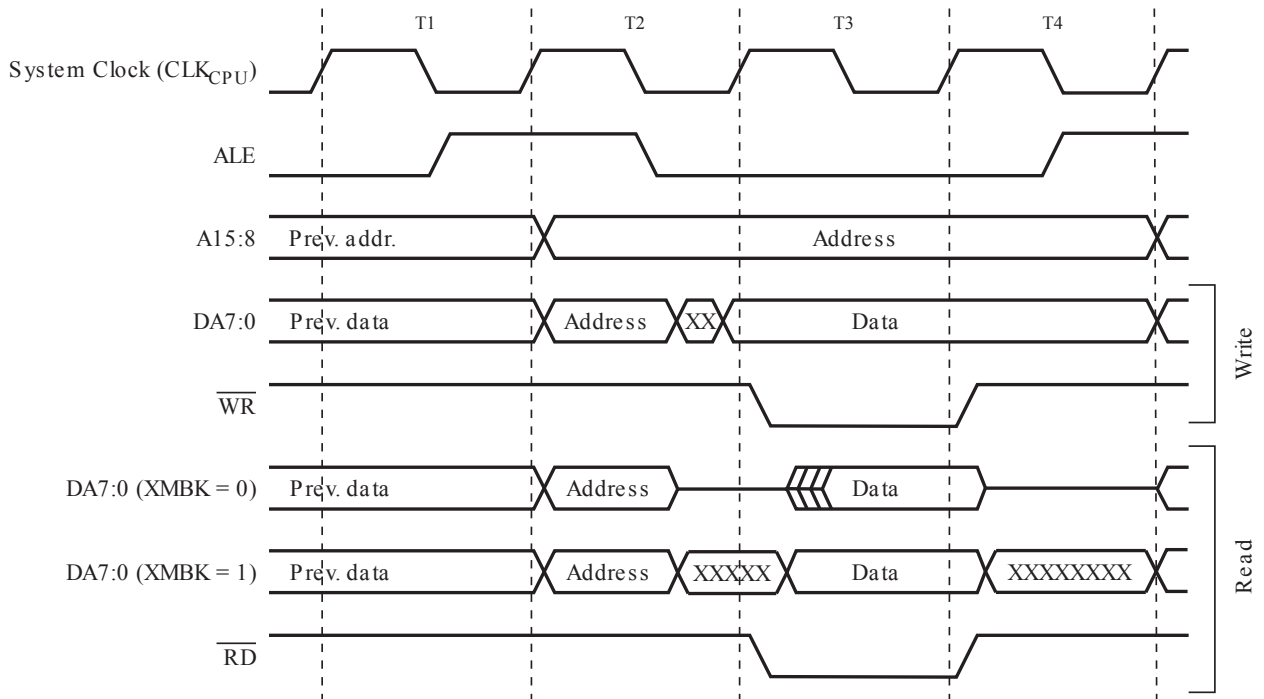 T1 T2 T3 T4
System Clock (CLKCPU)
ALE
A15:8 Prev. addr. Address
DA7:0 Prev. data Address XX Data
WR
Write
DA7:0 (XMBK = 0) Prev. data Address Data
DA7:0 (XMBK = 1) Prev. data Address XXXXX Data XXXXXXXX
RD
Read